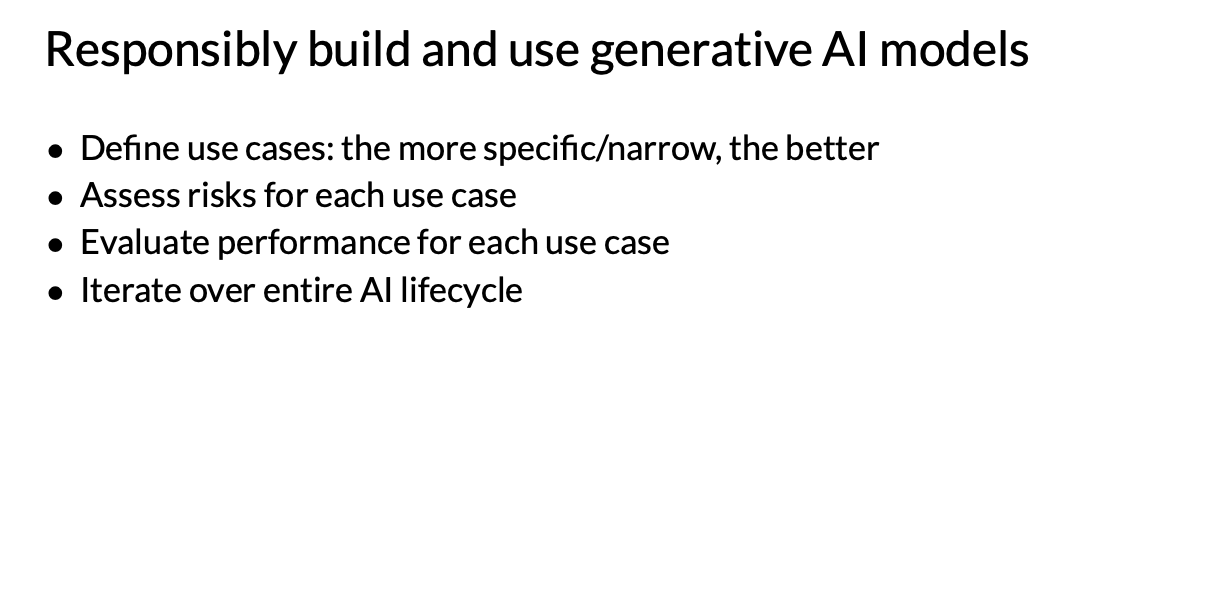 Responsibly build and use generative AI models
● Define use cases: the more specific/narrow, the better
● Assess risks for each use case
● Evaluate performance for each use case
● Iterate over entire AI lifecycle